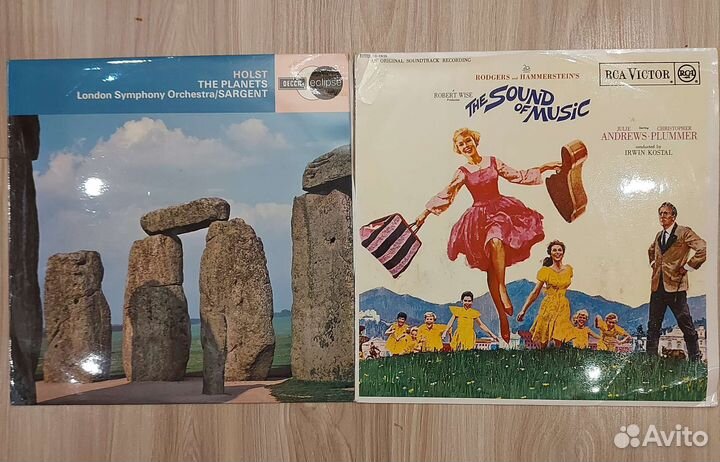 HOLST
THE PLANETS
London Symphony Orchestra/SARGENT
DECCA
eclipse
AN ORIGINAL SOUNDTRACK RECORDING
RODGERS and HAMMERSTEIN'S
ROBERT WISE
THE SOUND
OF MUSIC
RCA VICTOR
RCA
JULIE CHRISTOPHER
ANDREWS·PLUMMER
conducted by
IRWIN KOSTAL
Avito